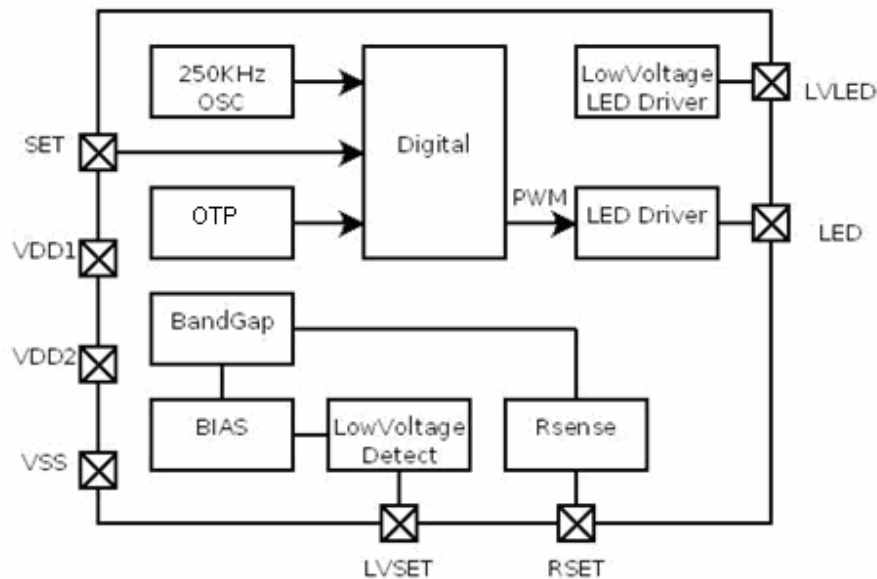 250KHz
OSC
LowVoltage
LED Driver
LVLED
SET
Digital
OTP
PWM
LED Driver
LED
VDD1
BandGap
VDD2
BIAS
LowVoltage
Detect
Rsense
VSS
LVSET
RSET